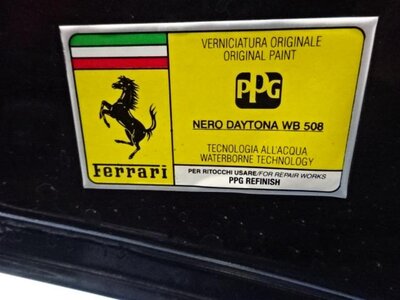 VERNICIATURA ORIGINALE
ORIGINAL PAINT
PPG
NERO DAYTONA WB 508
TECNOLOGIA ALL'ACQUA
WATERBORNE TECHNOLOGY
Ferrari
PER RITOCCHI USARE/FOR REPAIR WORKS
PPG REFINISH